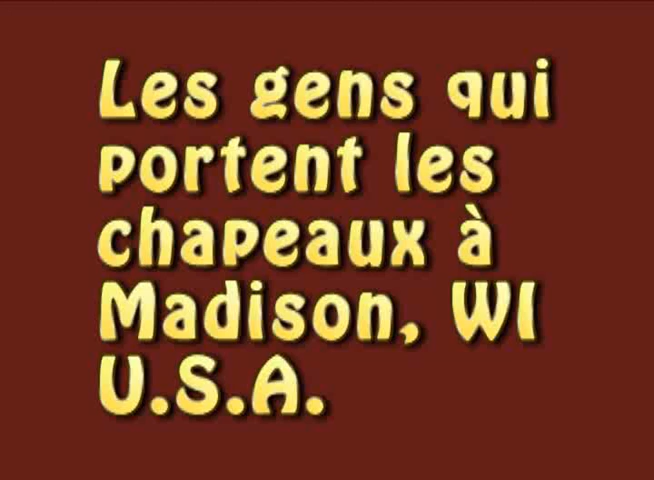 Les gens qui
portent les
chapeaux à
Madison, WI
U.S.A.